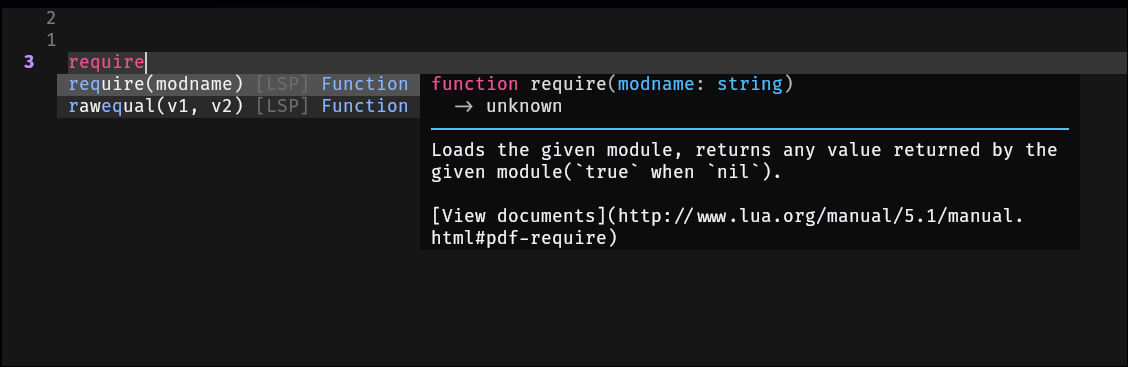 2
1
3 require
require(modname) [LSP] Function
rawequal(v1, v2) [LSP] Function
function require(modname: string)
-> unknown
Loads the given module, returns any value returned by the
given module(`true` when `nil`).
[View documents](http://www.lua.org/manual/5.1/manual.
html#pdf-require)